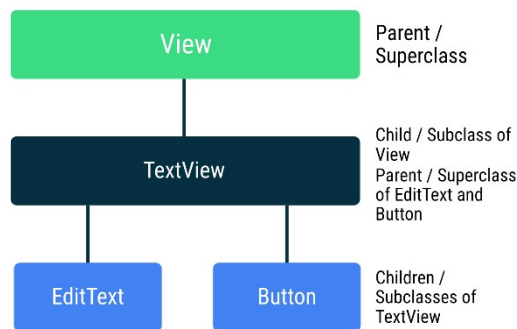 View
Parent /
Superclass
TextView
Child / Subclass of
View
Parent / Superclass
of EditText and
Button
EditText
Button
Children /
Subclasses of
TextView